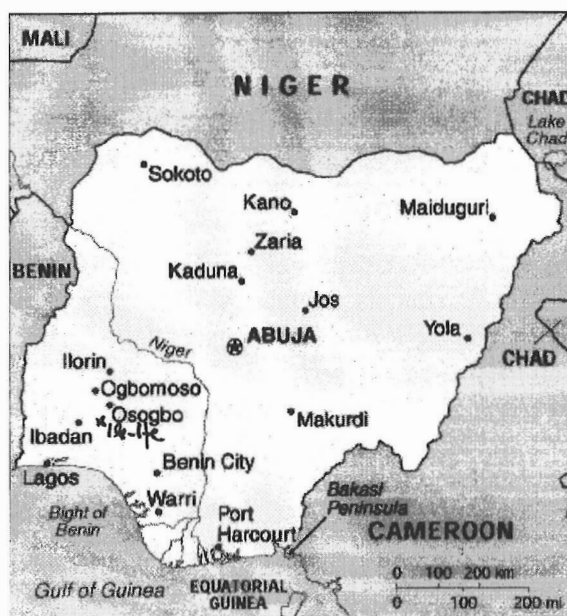 MALI
NIGER
CHAD
Lake
Chad
Sokoto
Kano
Maiduguri
Zaria
BENIN
Kaduna
Jos
ABUJA
Yola
Niger
CHAD
Ilorin
Ogbomoso
Osogbo
Ile-Ife
Ibadan
Makurdi
Lagos
Benin City
Bight of
Benin
Warri
Port
Harcourt
Bakasi
Peninsula
CAMEROON
Gulf of Guinea
EQUATORIAL
GUINEA
0 100 200 km
0 100 200 mi